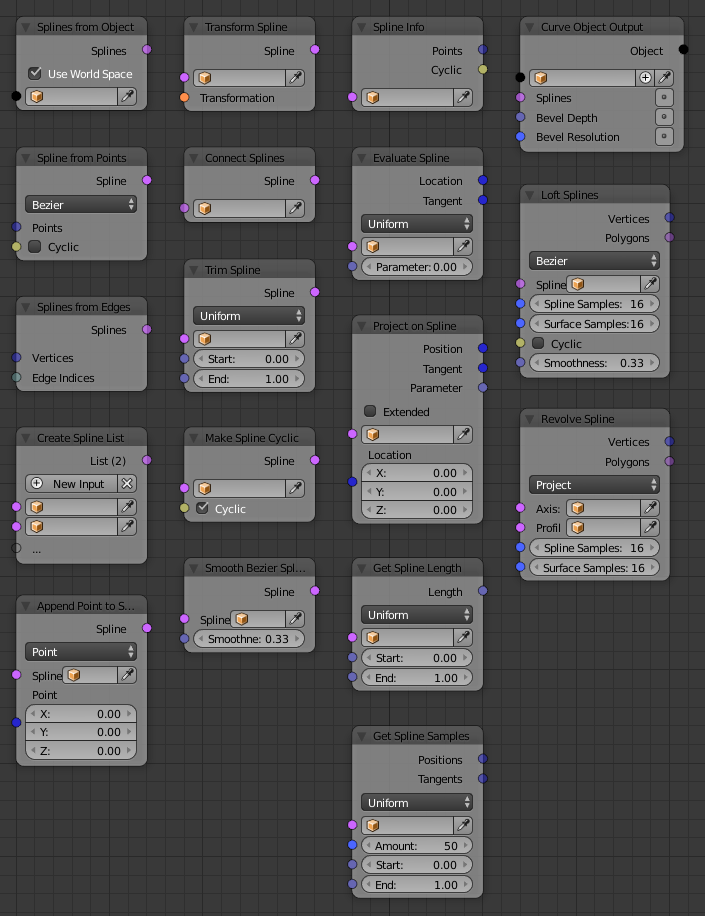 Splines from Object
Splines
Use World Space
Spline from Points
Spline
Bezier
Points
Cyclic
Splines from Edges
Splines
Vertices
Edge Indices
Create Spline List
List (2)
New Input
...
Append Point to S...
Spline
Point
Spline
Point
X: 0.00
Y: 0.00
Z: 0.00
Transform Spline
Spline
Transformation
Connect Splines
Spline
Trim Spline
Spline
Uniform
Start: 0.00
End: 1.00
Make Spline Cyclic
Spline
Cyclic
Smooth Bezier Spl...
Spline
Spline
Smoothne: 0.33
Spline Info
Points
Cyclic
Evaluate Spline
Location
Tangent
Uniform
Parameter: 0.00
Project on Spline
Position
Tangent
Parameter
Extended
Location
X: 0.00
Y: 0.00
Z: 0.00
Get Spline Length
Length
Uniform
Start: 0.00
End: 1.00
Get Spline Samples
Positions
Tangents
Uniform
Amount: 50
Start: 0.00
End: 1.00
Curve Object Output
Object
Splines
Bevel Depth
Bevel Resolution
Loft Splines
Vertices
Polygons
Bezier
Spline
Spline Samples: 16
Surface Samples: 16
Cyclic
Smoothness: 0.33
Revolve Spline
Vertices
Polygons
Project
Axis:
Profil
Spline Samples: 16
Surface Samples: 16